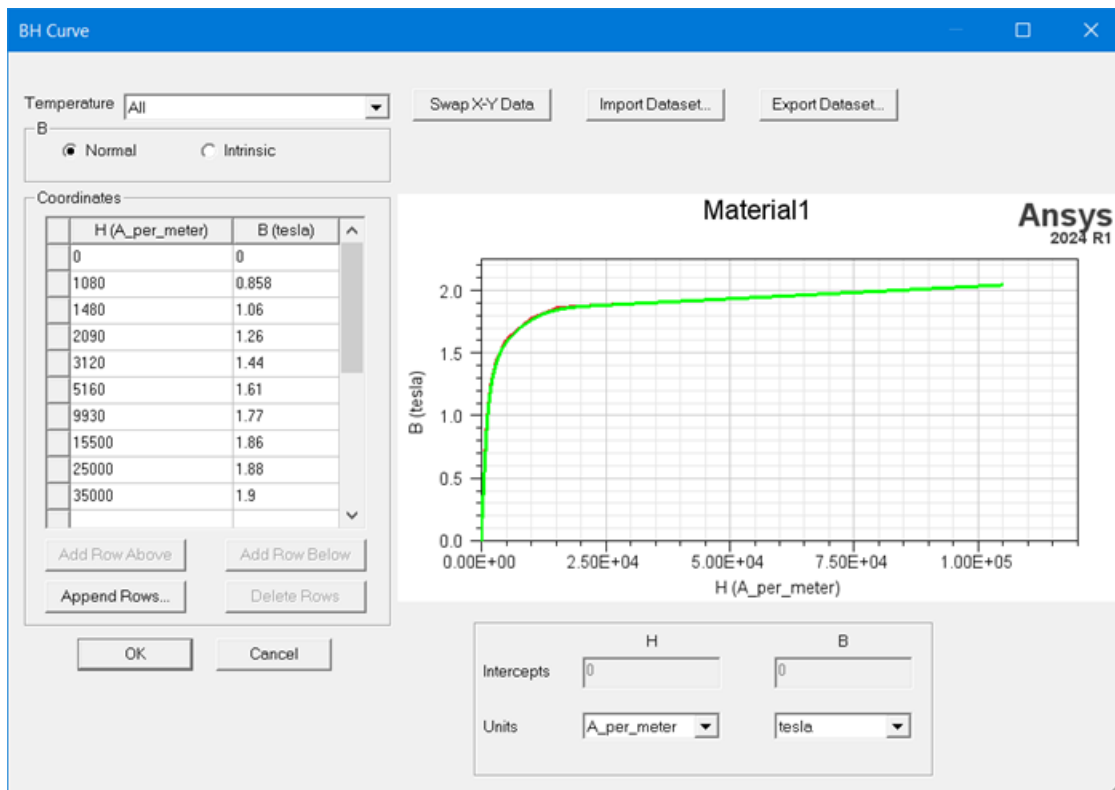 BH Curve
Temperature All
Swap X-Y Data Import Dataset... Export Dataset...
B
Normal Intrinsic
Coordinates
H (A_per_meter) B (tesla)
0 0
1080 0.858
1480 1.06
2090 1.26
3120 1.44
5160 1.61
9930 1.77
15500 1.86
25000 1.88
35000 1.9
Add Row Above Add Row Below
Append Rows... Delete Rows
OK Cancel
Material1
Ansys
2024 R1
B (tesla)
2.0
1.5
1.0
0.5
0.0
0.00E+00 2.50E+04 5.00E+04 7.50E+04 1.00E+05
H (A_per_meter)
H B
Intercepts 0 0
Units A_per_meter tesla